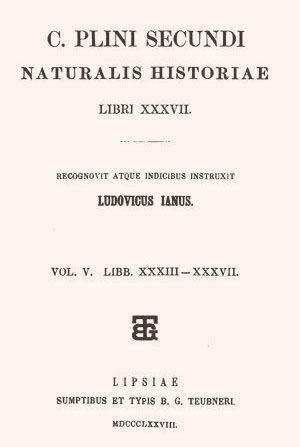 C. PLINI SECUNDI
NATURALIS HISTORIAE
LIBRI XXXVII.
RECOGNOVIT ATQUE INDICIBUS INSTRUXIT
LUDOVICUS IANUS.
VOL. V. LIBB. XXXIII—XXXVII.
BTG
LIPSIAE
SUMPTIBUS ET TYPIS B. G. TEUBNERI.
MDCCCLXXVIII.